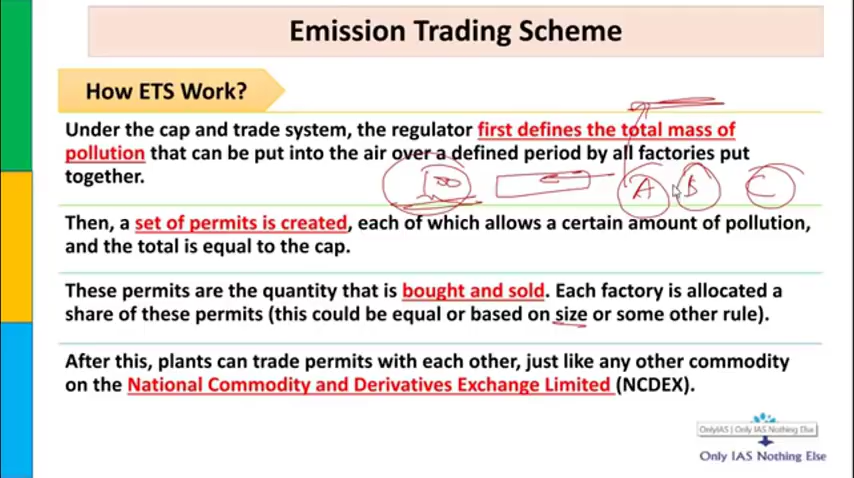 Emission Trading Scheme
How ETS Work?
Under the cap and trade system, the regulator first defines the total mass of
pollution that can be put into the air over a defined period by all factories put
together.
100
A B C
Then, a set of permits is created, each of which allows a certain amount of pollution,
and the total is equal to the cap.
These permits are the quantity that is bought and sold. Each factory is allocated a
share of these permits (this could be equal or based on size or some other rule).
After this, plants can trade permits with each other, just like any other commodity
on the National Commodity and Derivatives Exchange Limited (NCDEX).
OnlyIAS | Only IAS Nothing Else
Only IAS Nothing Else